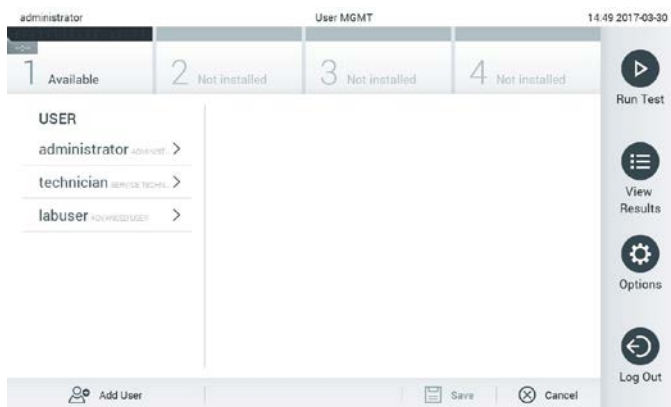 administrator User MGMT 14:49 2017-03-30
1 Available 2 Not installed 3 Not installed 4 Not installed
Run Test
USER
administrator
technician
labuser
View
Results
Options
Log Out
Add User Save Cancel